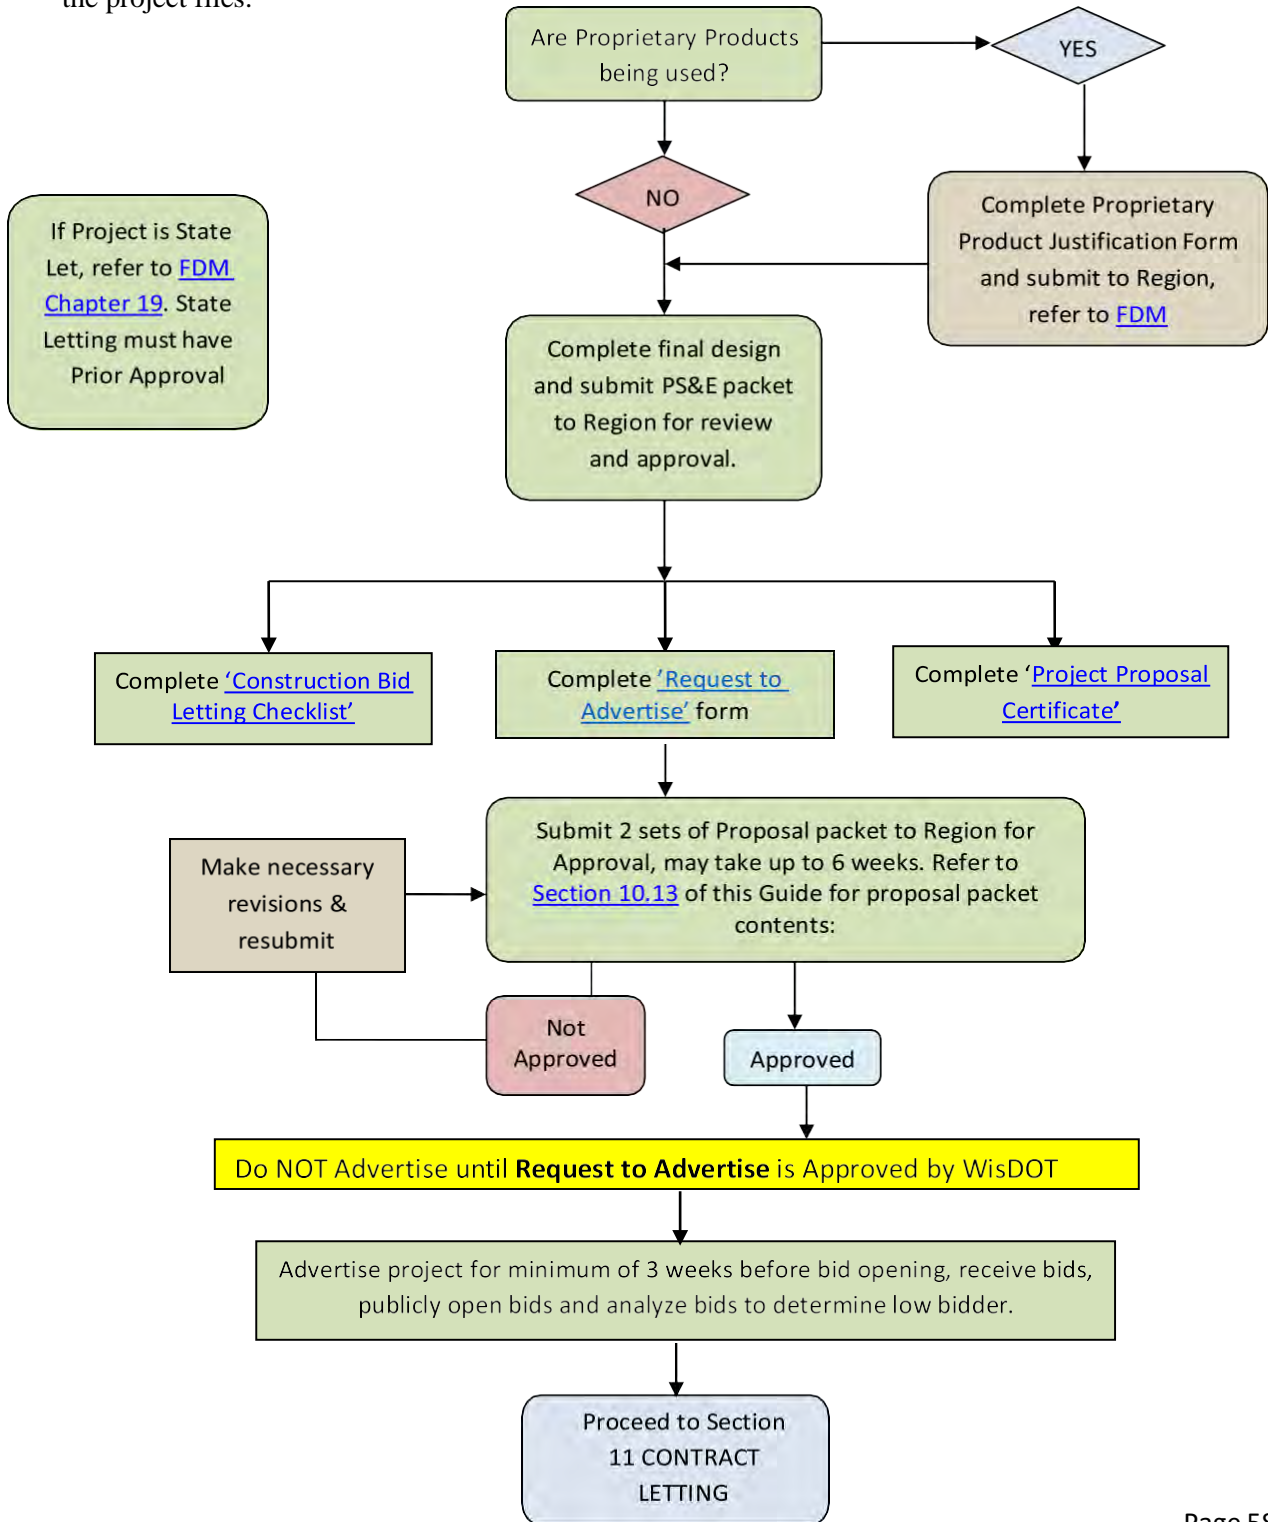 the project files.
Are Proprietary Products
being used?
YES
NO
If Project is State
Let, refer to FDM
Chapter 19. State
Letting must have
Prior Approval
Complete Proprietary
Product Justification Form
and submit to Region,
refer to FDM
Complete final design
and submit PS&E packet
to Region for review
and approval.
Complete ‘Construction Bid
Letting Checklist’
Complete ‘Request to
Advertise’ form
Complete ‘Project Proposal
Certificate’
Submit 2 sets of Proposal packet to Region for
Approval, may take up to 6 weeks. Refer to
Section 10.13 of this Guide for proposal packet
contents:
Make necessary
revisions &
resubmit
Not
Approved
Approved
Do NOT Advertise until Request to Advertise is Approved by WisDOT
Advertise project for minimum of 3 weeks before bid opening, receive bids,
publicly open bids and analyze bids to determine low bidder.
Proceed to Section
11 CONTRACT
LETTING
Page